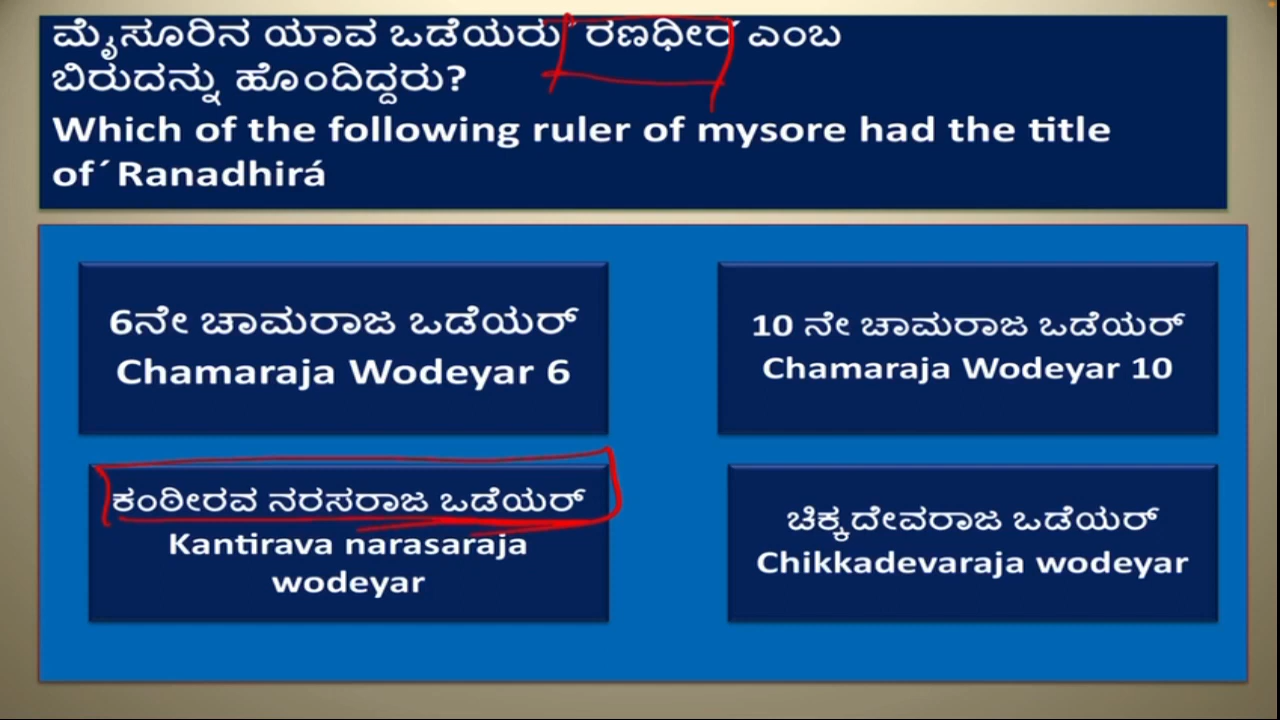 ಮೈಸೂರಿನ ಯಾವ ಒಡೆಯರು ´ ರಣಧೀರ´ ಎಂಬ
ಬಿರುದನ್ನು ಹೊಂದಿದ್ದರು?
Which of the following ruler of mysore had the title
of´ Ranadhirá
6ನೇ ಚಾಮರಾಜ ಒಡೆಯರ್
Chamaraja Wodeyar 6
10 ನೇ ಚಾಮರಾಜ ಒಡೆಯರ್
Chamaraja Wodeyar 10
ಕಂಠೀರವ ನರಸರಾಜ ಒಡೆಯರ್
Kantirava narasaraja
wodeyar
ಚಿಕ್ಕದೇವರಾಜ ಒಡೆಯರ್
Chikkadevaraja wodeyar